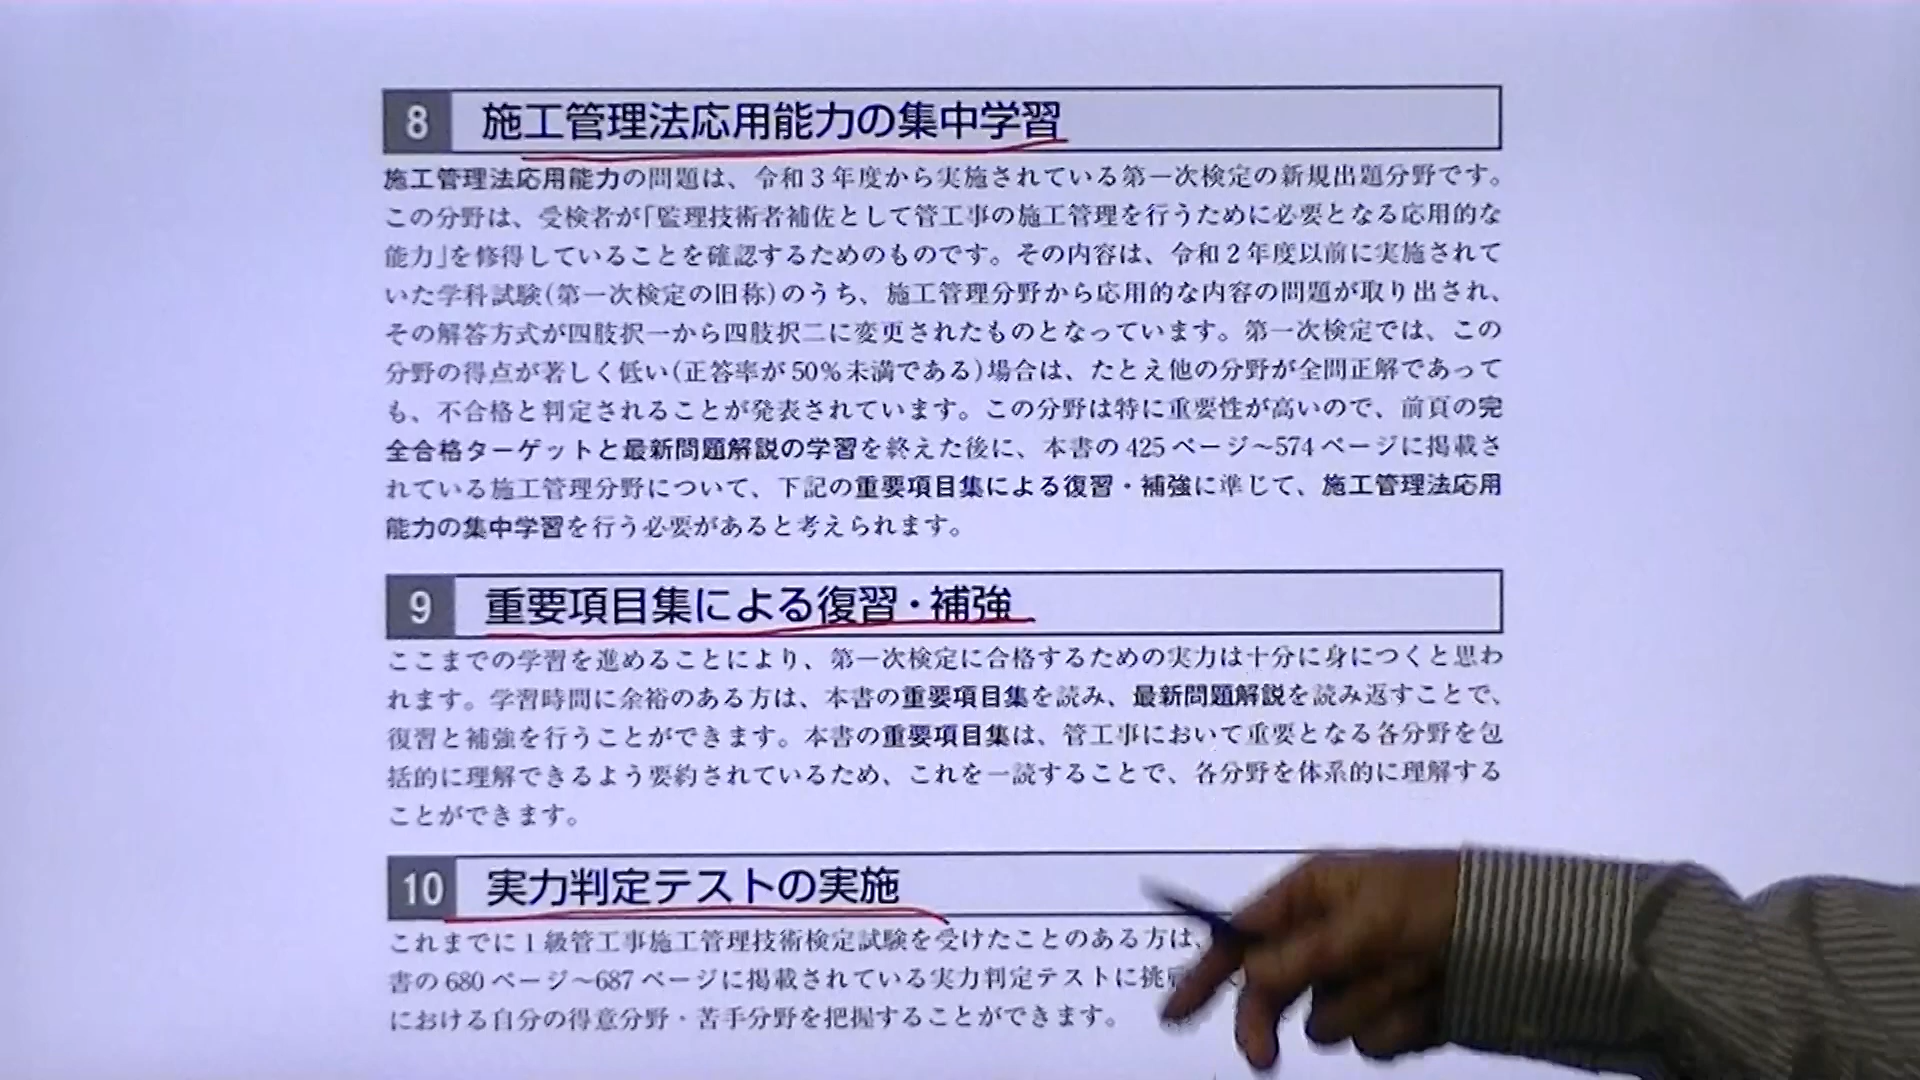 8 施工管理法応用能力の集中学習
施工管理法応用能力の問題は、令和3年度から実施されている第一次検定の新規出題分野です。
この分野は、受検者が「監理技術者補佐として管工事の施工管理を行うために必要となる応用的な
能力」を修得していることを確認するためのものです。その内容は、令和2年度以前に実施されて
いた学科試験(第一次検定の旧称)のうち、施工管理分野から応用的な内容の問題が取り出され、
その解答方式が四肢択一から四肢択二に変更されたものとなっています。第一次検定では、この
分野の得点が著しく低い(正答率が50%未満である)場合は、たとえ他の分野が全問正解であって
も、不合格と判定されることが発表されています。この分野は特に重要性が高いので、前頁の完
全合格ターゲットと最新問題解説の学習を終えた後に、本書の425ページ〜574ページに掲載さ
れている施工管理分野について、下記の重要項目集による復習・補強に準じて、施工管理法応用
能力の集中学習を行う必要があると考えられます。
9 重要項目集による復習・補強
ここまでの学習を進めることにより、第一次検定に合格するための実力は十分に身につくと思わ
れます。学習時間に余裕のある方は、本書の重要項目集を読み、最新問題解説を読み返すことで、
復習と補強を行うことができます。本書の重要項目集は、管工事において重要となる各分野を包
括的に理解できるよう要約されているため、これを一読することで、各分野を体系的に理解する
ことができます。
10 実力判定テストの実施
これまでに1級管工事施工管理技術検定試験を受けたことのある方は、
書の680ページ〜687ページに掲載されている実力判定テストに挑
における自分の得意分野・苦手分野を把握することができます。